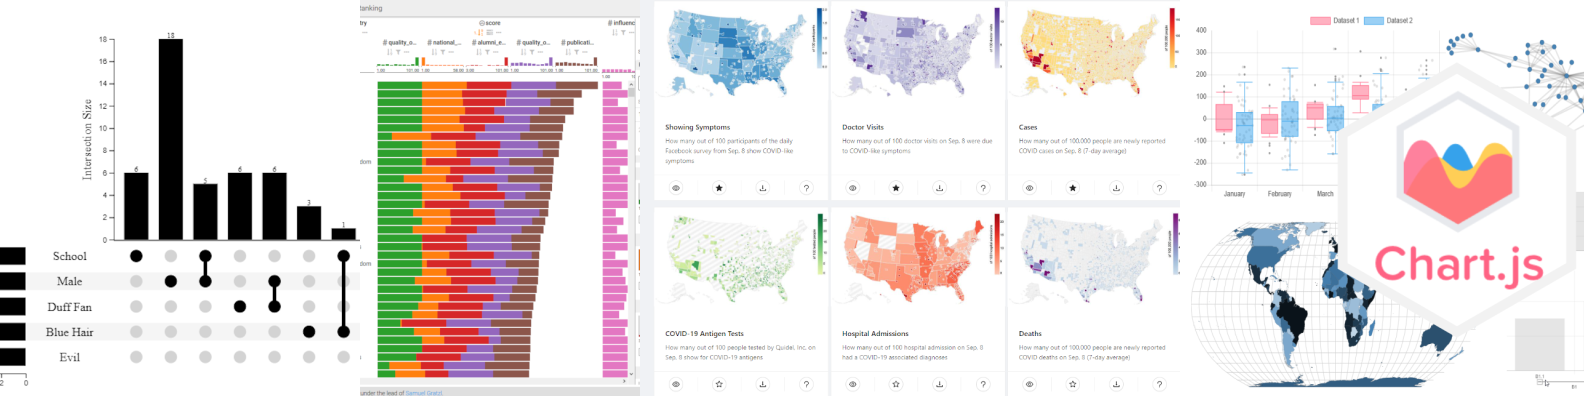 18
16
14
12
10
8
6
4
2
0
Intersection Size
6
18
5
6
6
3
1
School
Male
Duff Fan
Blue Hair
Evil
2
0
score
# quality_o...
# national_...
# alumni_e...
# quality_o...
# publicati...
under the lead of Samuel Gratzl.
Showing Symptoms
How many out of 100 participants of the daily
Facebook survey from Sep. 8 show COVID-like
symptoms
Doctor Visits
How many out of 100 doctor visits on Sep. 8 were due
to COVID-like symptoms
Cases
How many out of 100,000 people are newly reported
COVID cases on Sep. 8 (7-day average)
COVID-19 Antigen Tests
How many out of 100 people tested by Quidel, Inc. on
Sep. 8 show for COVID-19 antigens
Hospital Admissions
How many out of 100 hospital admission on Sep. 8
had a COVID-19 associated diagnoses
Deaths
How many out of 100,000 people are newly reported
COVID deaths on Sep. 8 (7-day average)
Dataset 1
Dataset 2
400
300
200
100
0
-100
-200
-300
January
February
March
Chart.js